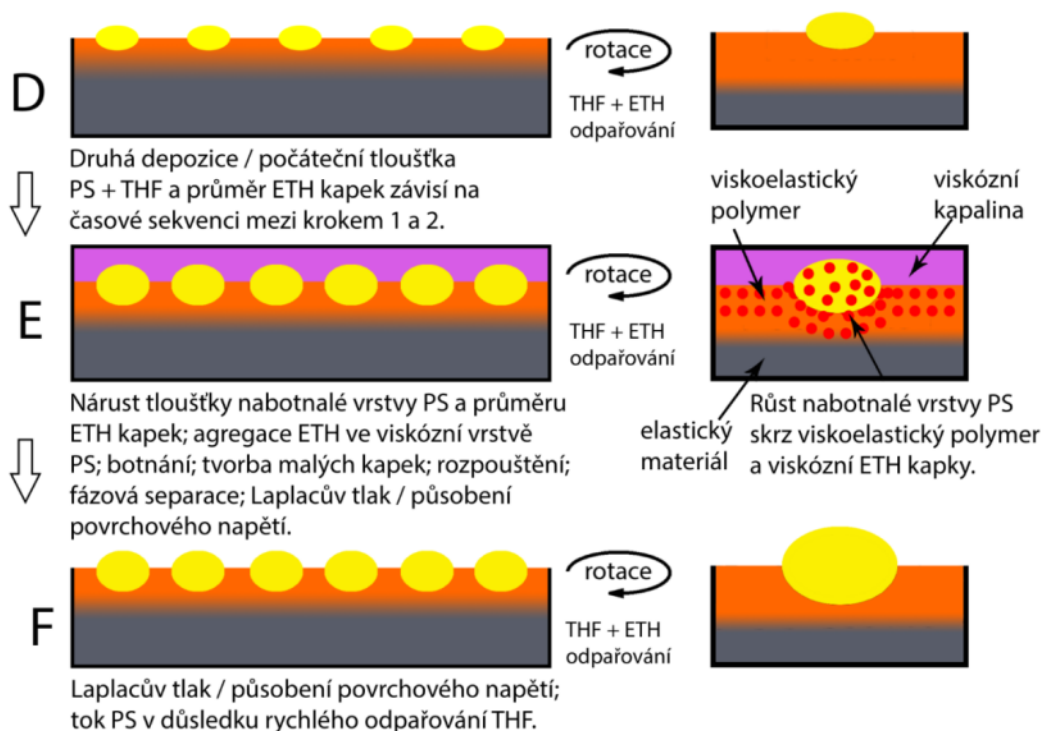 D
rotace
THF + ETH
odpařování
Druhá depozice / počáteční tloušťka
PS + THF a průměr ETH kapek závisí na
časové sekvenci mezi krokem 1 a 2.
viskoelastický
polymer
viskózní
kapalina
E
rotace
THF + ETH
odpařování
Nárust tloušťky nabotnalé vrstvy PS a průměru
ETH kapek; agregace ETH ve viskózní vrstvě
PS; botnání; tvorba malých kapek; rozpouštění;
fázová separace; Laplacův tlak / působení
povrchového napětí.
elastický
materiál
Růst nabotnalé vrstvy PS
skrz viskoelastický polymer
a viskózní ETH kapky.
F
rotace
THF + ETH
odpařování
Laplacův tlak / působení povrchového napětí;
tok PS v důsledku rychlého odpařování THF.